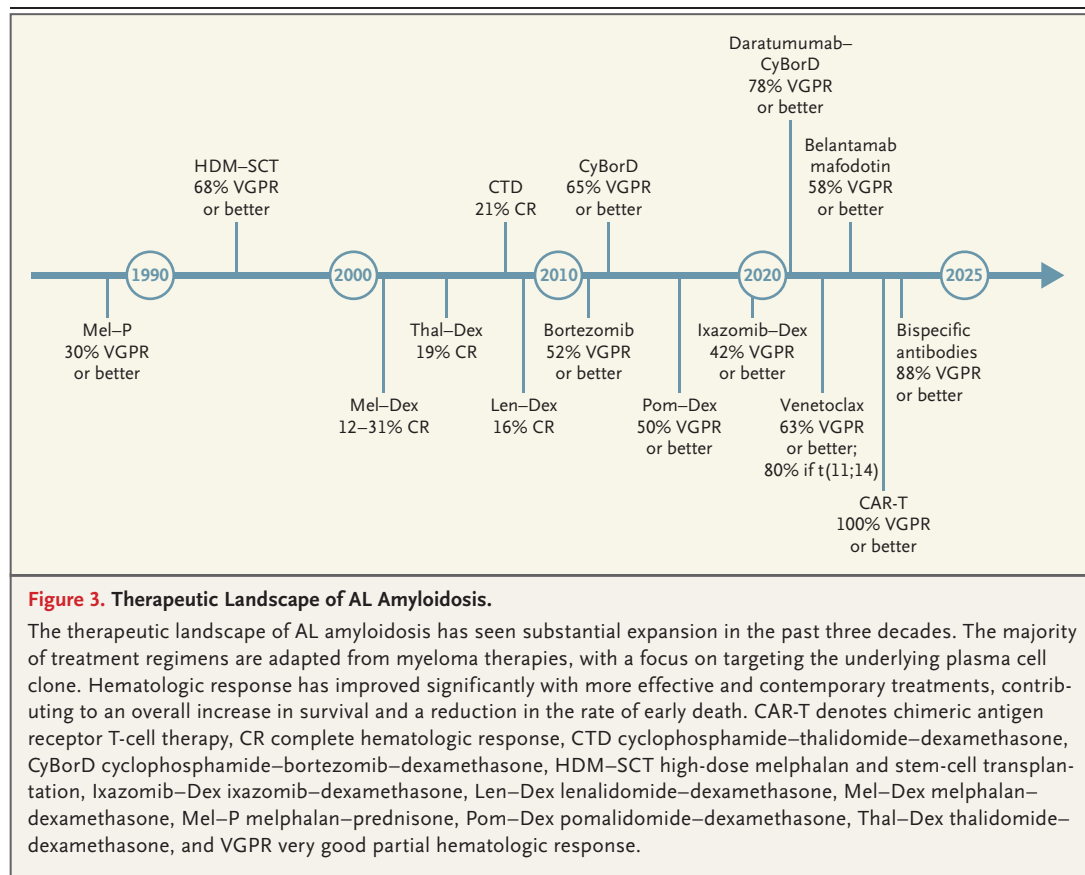 Daratumumab–
CyBorD
78% VGPR
or better
Belantamab
mafodotin
58% VGPR
or better
HDM–SCT
68% VGPR
or better
CTD
21% CR
CyBorD
65% VGPR
or better
1990
2000
2010
2020
2025
Mel–P
30% VGPR
or better
Thal–Dex
19% CR
Bortezomib
52% VGPR
or better
Ixazomib–Dex
42% VGPR
or better
Bispecific
antibodies
88% VGPR
or better
Mel–Dex
12–31% CR
Len–Dex
16% CR
Pom–Dex
50% VGPR
or better
Venetoclax
63% VGPR
or better;
80% if t(11;14)
CAR-T
100% VGPR
or better
Figure 3. Therapeutic Landscape of AL Amyloidosis.
The therapeutic landscape of AL amyloidosis has seen substantial expansion in the past three decades. The majority
of treatment regimens are adapted from myeloma therapies, with a focus on targeting the underlying plasma cell
clone. Hematologic response has improved significantly with more effective and contemporary treatments, contrib-
uting to an overall increase in survival and a reduction in the rate of early death. CAR-T denotes chimeric antigen
receptor T-cell therapy, CR complete hematologic response, CTD cyclophosphamide–thalidomide–dexamethasone,
CyBorD cyclophosphamide–bortezomib–dexamethasone, HDM–SCT high-dose melphalan and stem-cell transplan-
tation, Ixazomib–Dex ixazomib–dexamethasone, Len–Dex lenalidomide–dexamethasone, Mel–Dex melphalan–
dexamethasone, Mel–P melphalan–prednisone, Pom–Dex pomalidomide–dexamethasone, Thal–Dex thalidomide–
dexamethasone, and VGPR very good partial hematologic response.